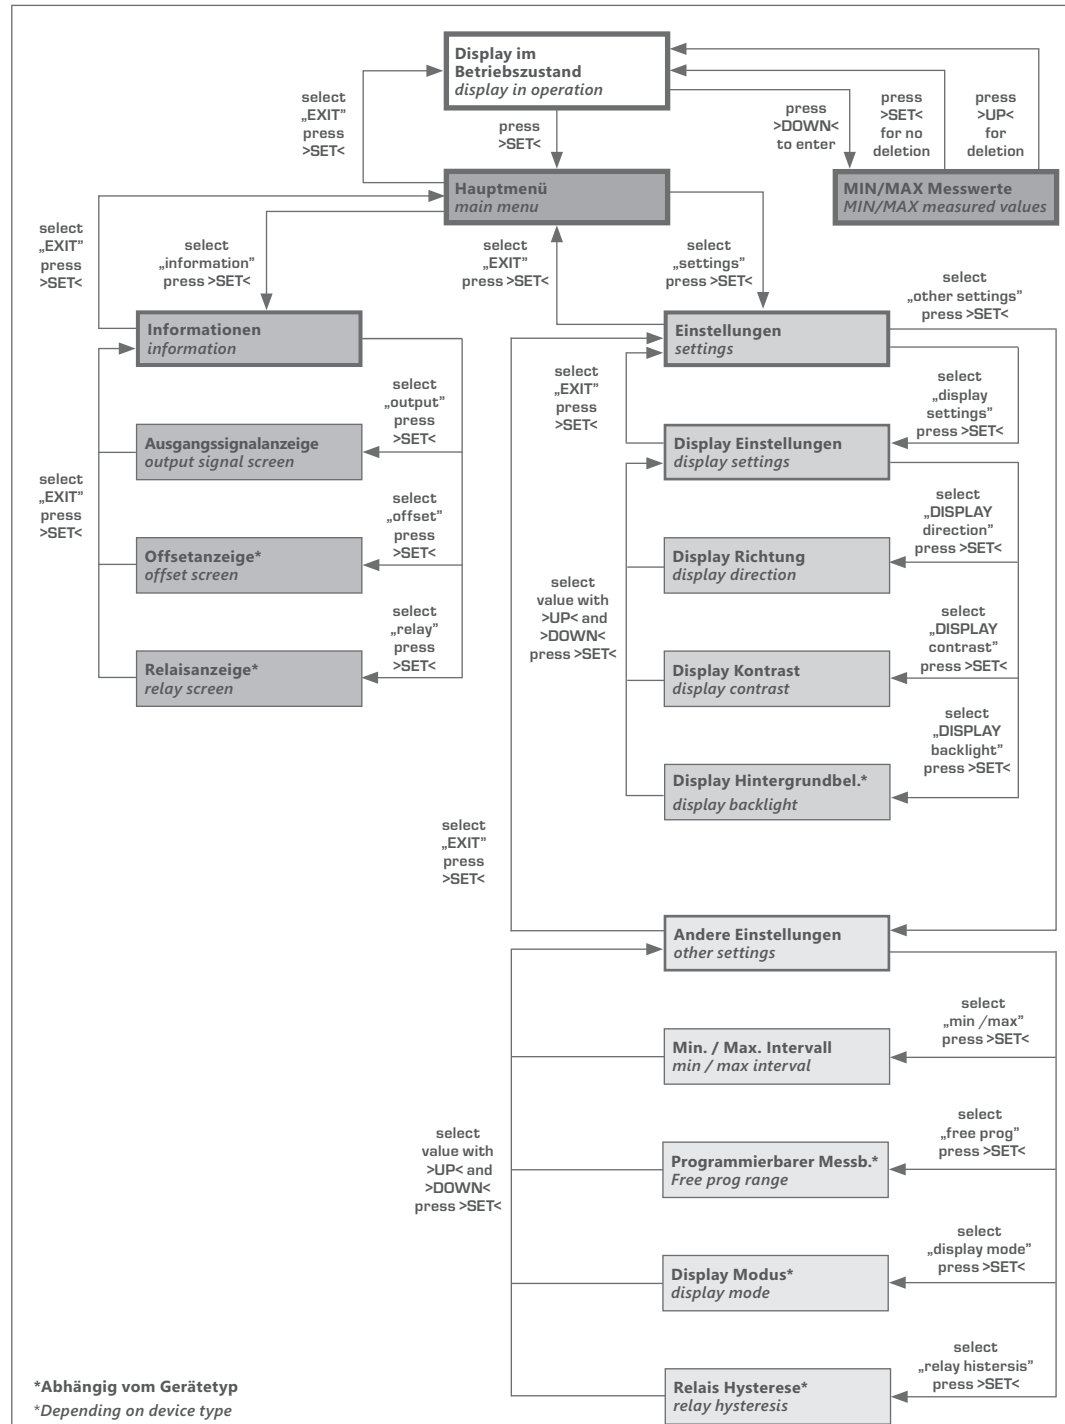 Display im
Betriebszustand
display in operation
select
„EXIT”
press
>SET<
press
>SET<
press
>DOWN<
to enter
press
>SET<
for no
deletion
press
>UP<
for
deletion
Hauptmenü
main menu
MIN/MAX Messwerte
MIN/MAX measured values
select
„EXIT”
press
>SET<
select
„information”
press >SET<
select
„EXIT”
press >SET<
select
„settings”
press >SET<
select
„other settings”
press >SET<
Informationen
information
Einstellungen
settings
select
„output”
press
>SET<
select
„EXIT”
press
>SET<
select
„display
settings”
press >SET<
Ausgangssignalanzeige
output signal screen
Display Einstellungen
display settings
select
„EXIT”
press
>SET<
select
„offset”
press
>SET<
select
„DISPLAY
direction”
press >SET<
Offsetanzeige*
offset screen
Display Richtung
display direction
select
value with
>UP< and
>DOWN<
press >SET<
select
„relay”
press
>SET<
select
„DISPLAY
contrast”
press >SET<
Relaisanzeige*
relay screen
Display Kontrast
display contrast
select
„DISPLAY
backlight”
press >SET<
Display Hintergrundbel.*
display backlight
select
„EXIT”
press
>SET<
Andere Einstellungen
other settings
select
„min /max”
press >SET<
Min. / Max. Intervall
min / max interval
select
„free prog”
press >SET<
select
value with
>UP< and
>DOWN<
press >SET<
Programmierbarer Messb.*
Free prog range
select
„display mode”
press >SET<
Display Modus*
display mode
select
„relay histersis”
press >SET<
Relais Hysterese*
relay hysteresis
*Abhängig vom Gerätetyp
*Depending on device type